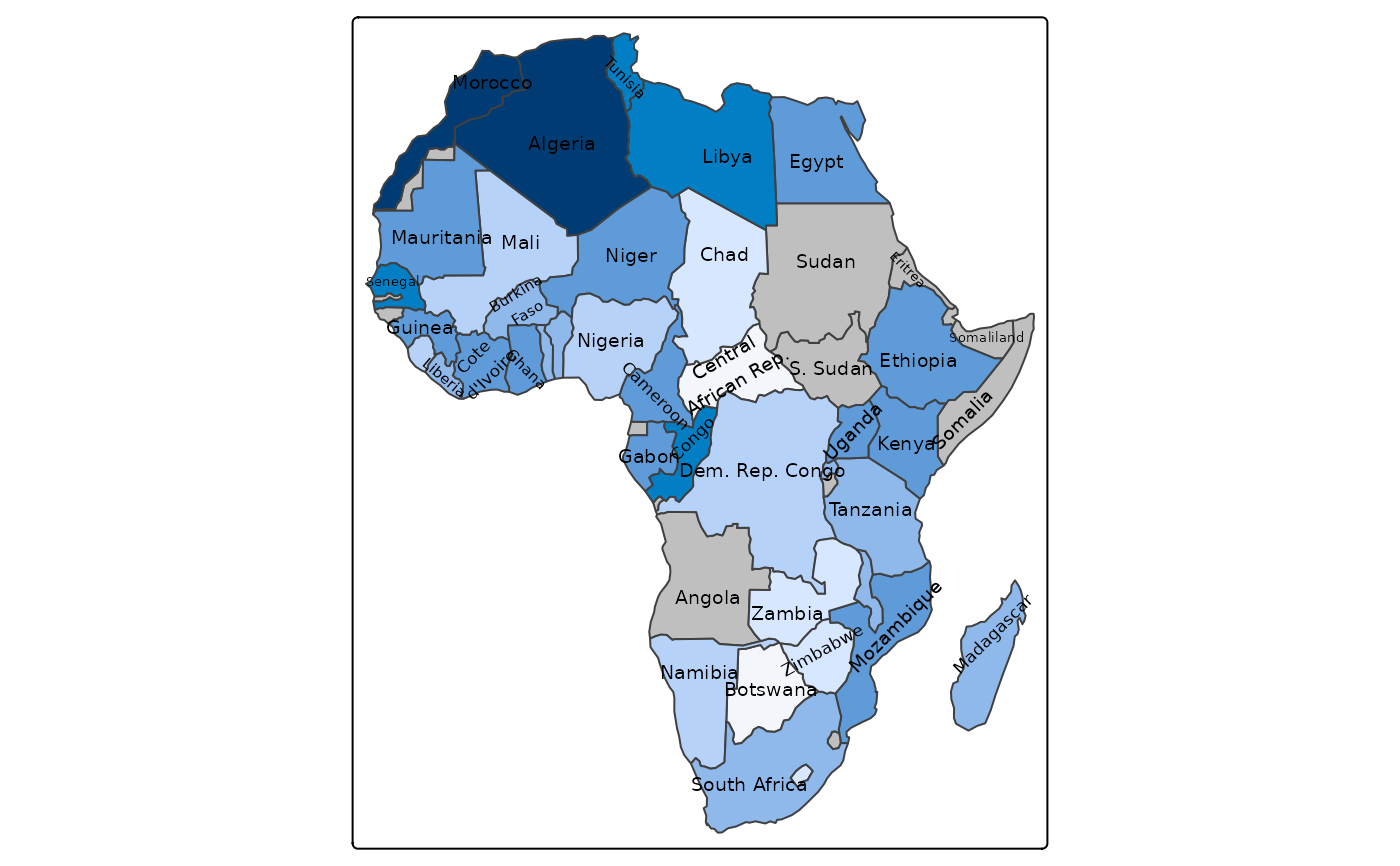 Morocco
Tunisia
Algeria
Libya
Egypt
Mauritania
Mali
Niger
Chad
Sudan
Eritrea
Senegal
Burkina
Faso
Guinea
Nigeria
Somaliland
Liberia
Cote
d'Ivoire
Ghana
Cameroon
Central
African Rep.
S. Sudan
Ethiopia
Somalia
Gabon
Congo
Uganda
Kenya
Dem. Rep. Congo
Tanzania
Angola
Zambia
Mozambique
Madagascar
Zimbabwe
Namibia
Botswana
South Africa